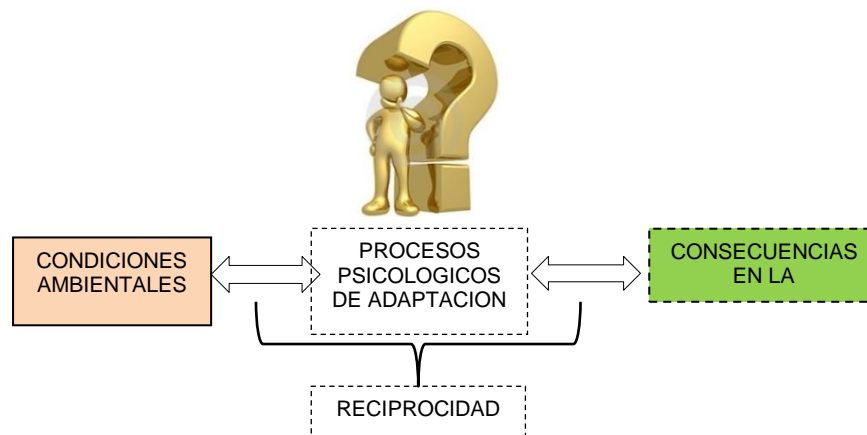 CONDICIONES
AMBIENTALES
PROCESOS
PSICOLOGICOS
DE ADAPTACION
CONSECUENCIAS
EN LA
RECIPROCIDAD